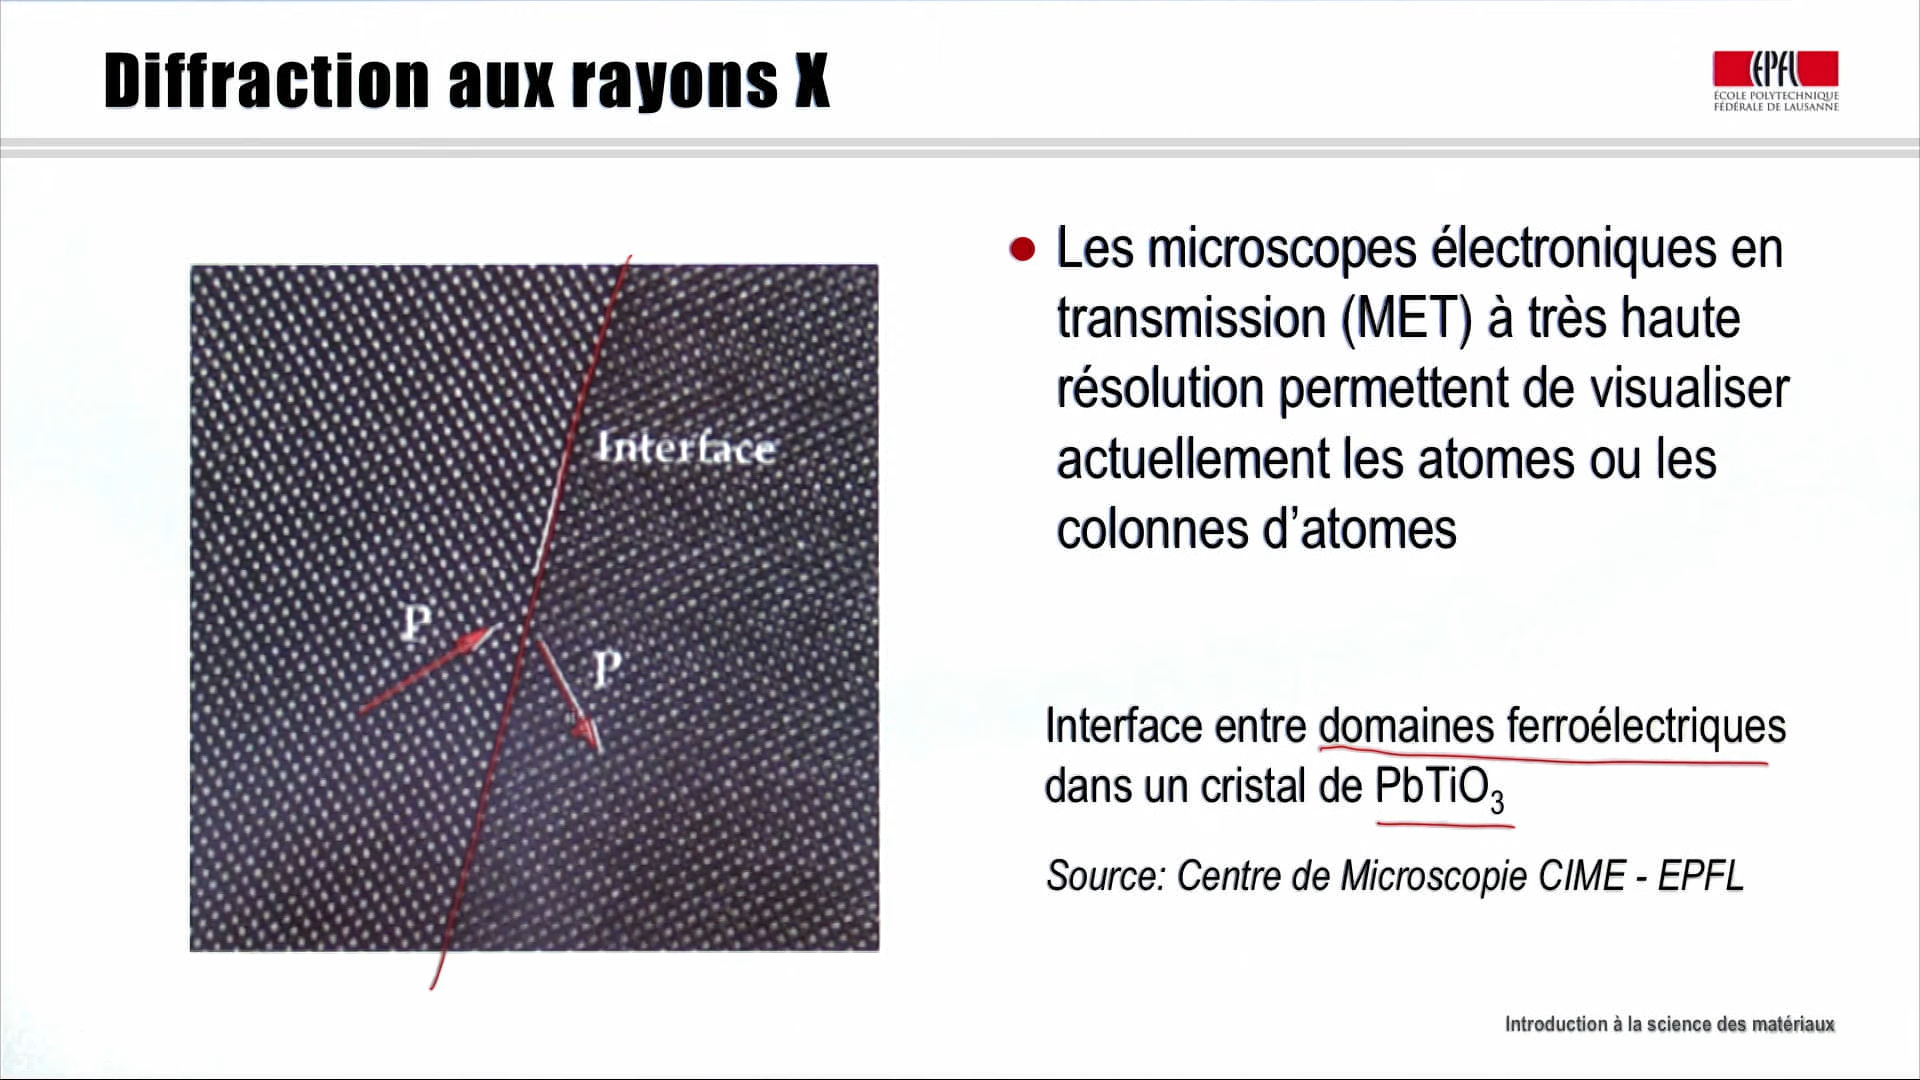 Diffraction aux rayons X
EPFL
ÉCOLE POLYTECHNIQUE
FÉDÉRALE DE LAUSANNE
Interface
P
P
Les microscopes électroniques en
transmission (MET) à très haute
résolution permettent de visualiser
actuellement les atomes ou les
colonnes d’atomes
Interface entre domaines ferroélectriques
dans un cristal de PbTiO₃
Source: Centre de Microscopie CIME - EPFL
Introduction à la science des matériaux